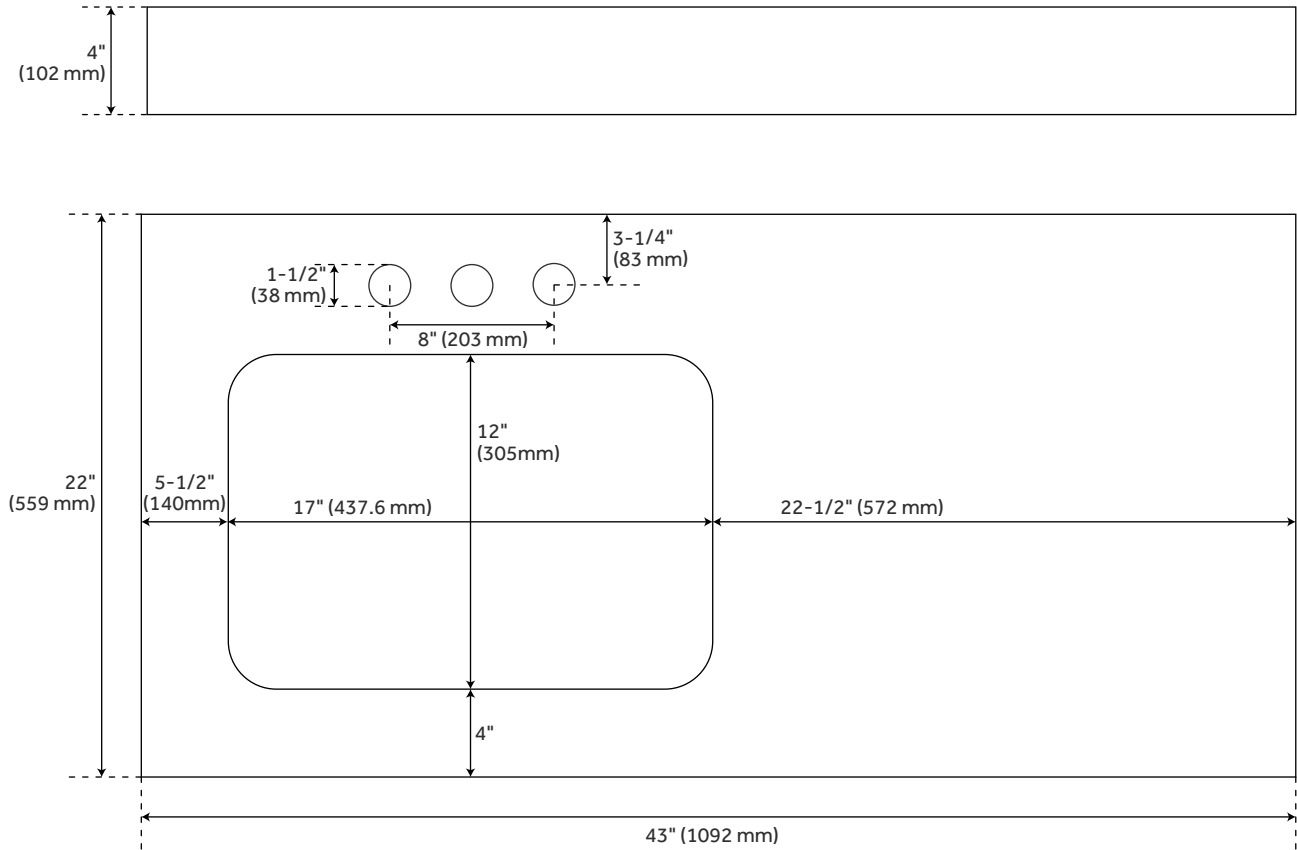 4"
(102 mm)
3-1/4"
(83 mm)
1-1/2"
(38 mm)
8" (203 mm)
12"
(305mm)
22"
(559 mm)
5-1/2"
(140mm)
17" (437.6 mm)
22-1/2" (572 mm)
4"
43" (1092 mm)